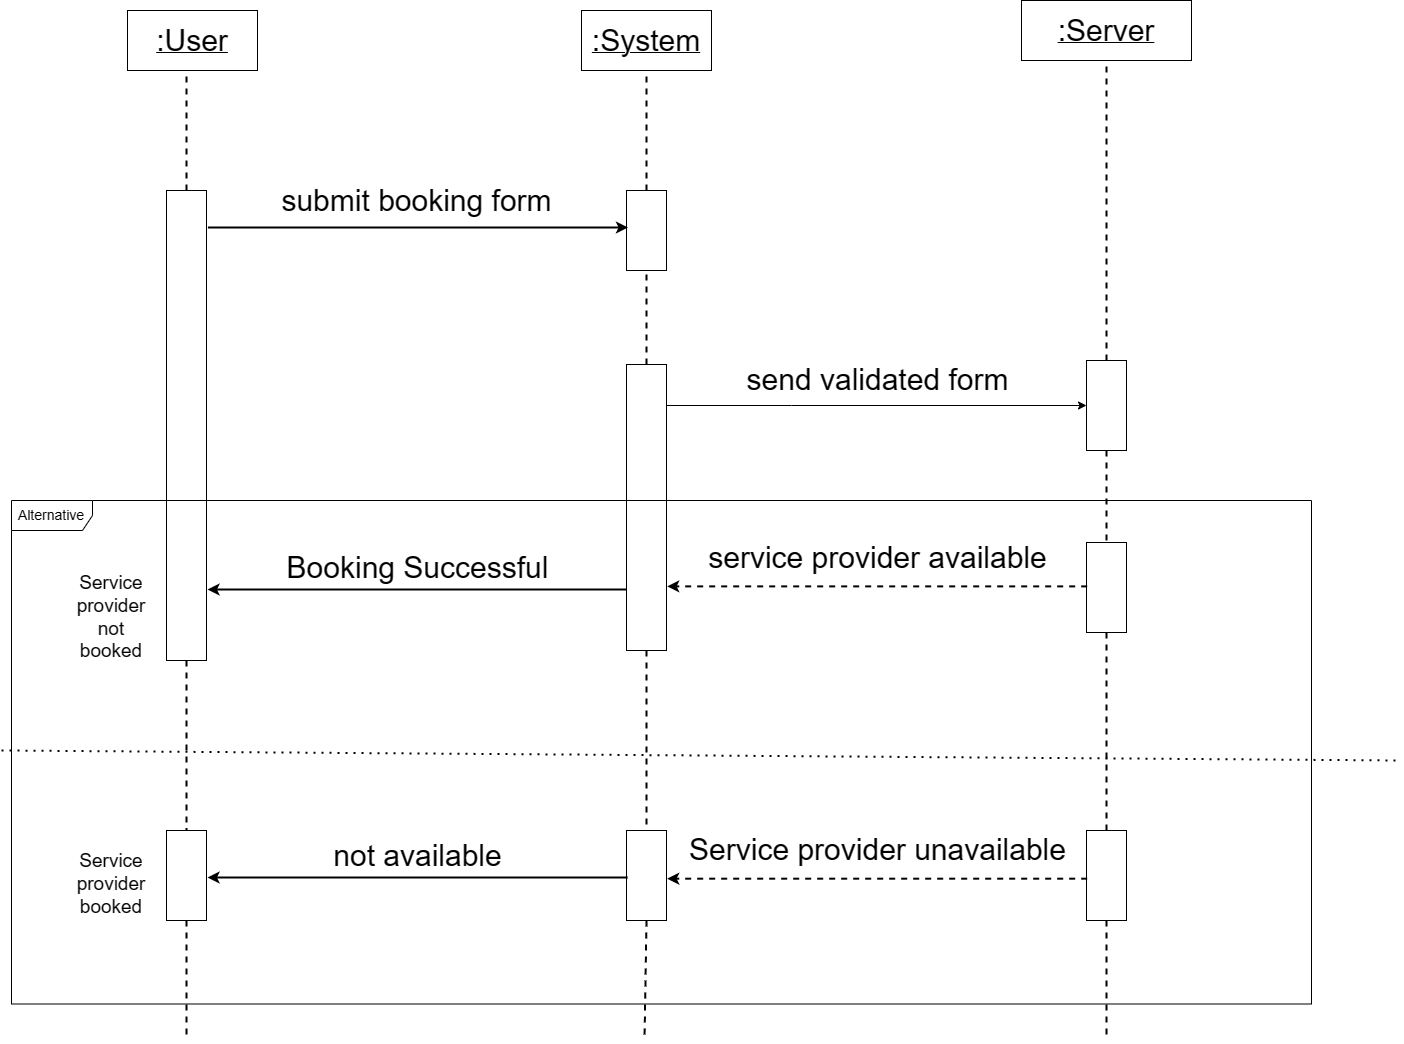 :User
:System
:Server
submit booking form
send validated form
Alternative
Booking Successful
service provider available
Service
provider
not
booked
not available
Service provider unavailable
Service
provider
booked